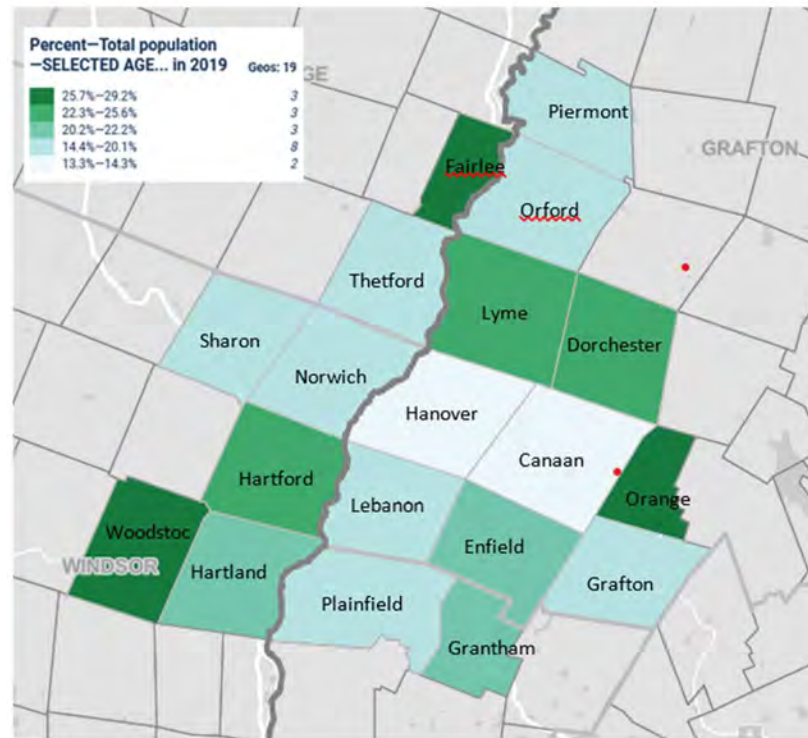 Percent—Total population
—SELECTED AGE... in 2019 Geos: 19
25.7%—29.2% 3
22.3%—25.6% 3
20.2%—22.2% 3
14.4%—20.1% 8
13.3%—14.3% 2
GE
Piermont
GRAFTON
Fairlee
Orford
Thetford
Lyme
Sharon
Dorchester
Norwich
Hanover
Canaan
Hartford
Orange
Lebanon
Woodstoc
Enfield
WINDSOR
Hartland
Grafton
Plainfield
Grantham